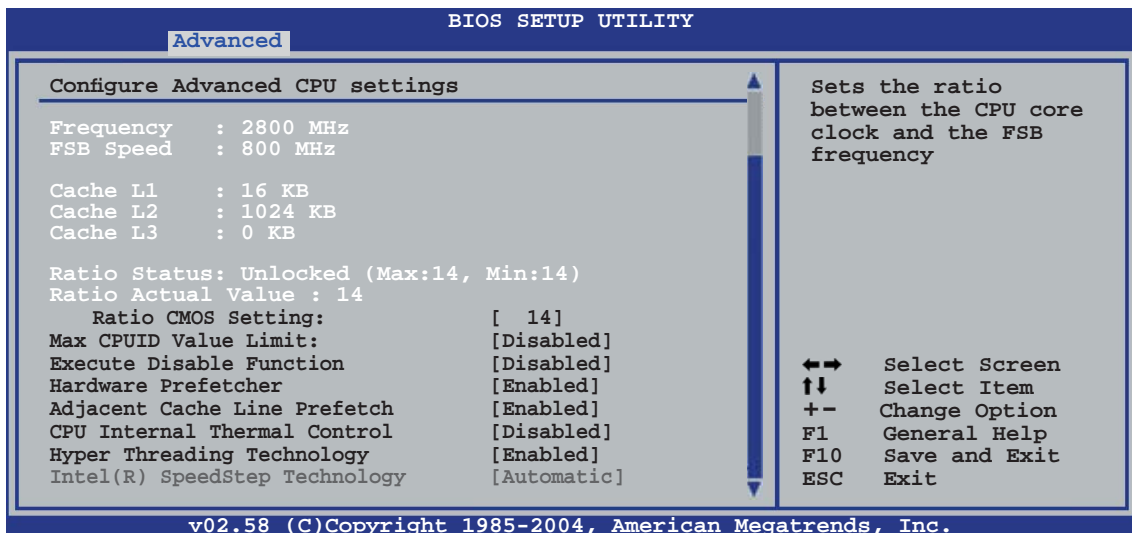 BIOS SETUP UTILITY
Advanced
Configure Advanced CPU settings
Frequency : 2800 MHz
FSB Speed : 800 MHz
Cache L1 : 16 KB
Cache L2 : 1024 KB
Cache L3 : 0 KB
Ratio Status: Unlocked (Max:14, Min:14)
Ratio Actual Value : 14
Ratio CMOS Setting: [ 14]
Max CPUID Value Limit: [Disabled]
Execute Disable Function [Disabled]
Hardware Prefetcher [Enabled]
Adjacent Cache Line Prefetch [Enabled]
CPU Internal Thermal Control [Disabled]
Hyper Threading Technology [Enabled]
Intel(R) SpeedStep Technology [Automatic]
Sets the ratio
between the CPU core
clock and the FSB
frequency
←→ Select Screen
↑↓ Select Item
+- Change Option
F1 General Help
F10 Save and Exit
ESC Exit
v02.58 (C)Copyright 1985-2004, American Megatrends, Inc.